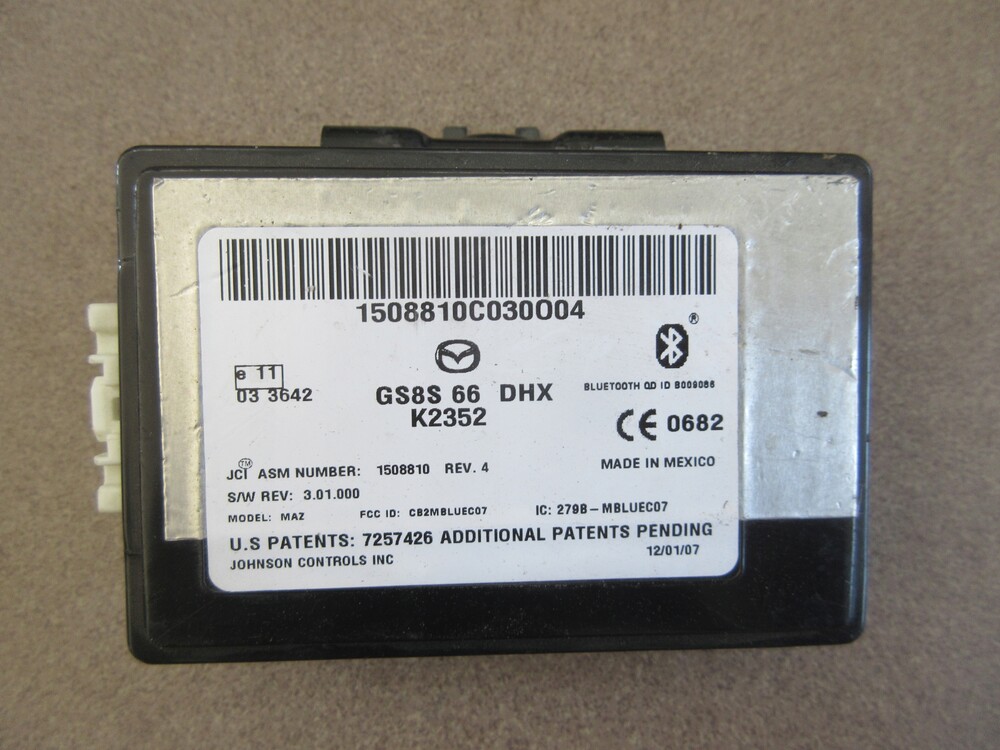 1508810C030O04
®
e 11
03 3642
GS8S 66 DHX
K2352
BLUETOOTH QD ID B009086
CE 0682
JCI™ ASM NUMBER: 1508810 REV. 4
MADE IN MEXICO
S/W REV: 3.01.000
MODEL: MAZ FCC ID: CB2MBLUEC07 IC: 279B-MBLUEC07
U.S PATENTS: 7257426 ADDITIONAL PATENTS PENDING
JOHNSON CONTROLS INC
12/01/07